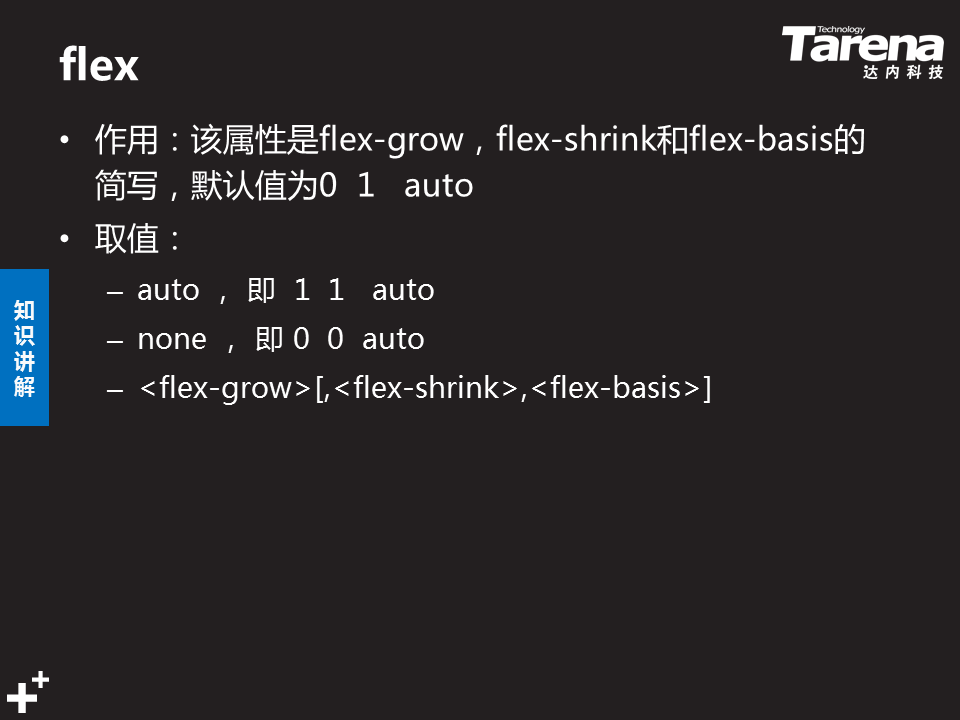 flex
Technology
Tarena
达内科技
• 作用：该属性是flex-grow，flex-shrink和flex-basis的
简写，默认值为0 1 auto
• 取值：
– auto ， 即 1 1 auto
– none ， 即 0 0 auto
– <flex-grow>[,<flex-shrink>,<flex-basis>]
知
识
讲
解